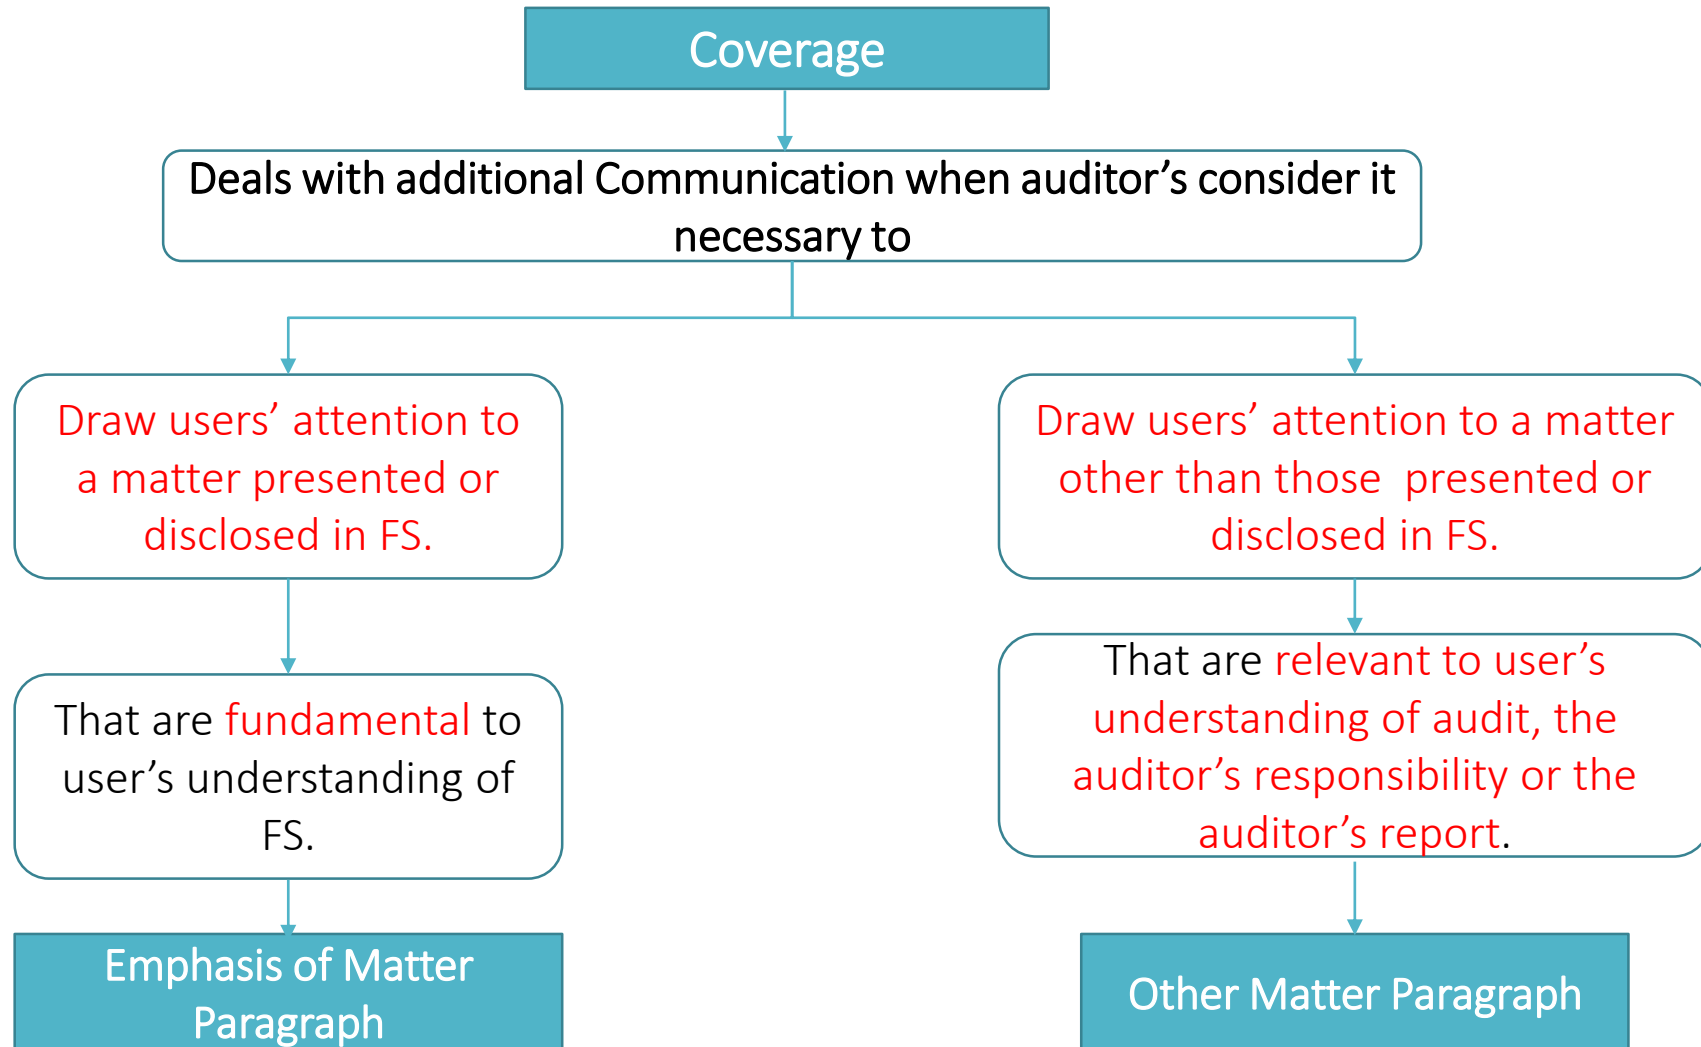 Coverage
Deals with additional Communication when auditor’s consider it
necessary to
Draw users’ attention to
a matter presented or
disclosed in FS.
Draw users’ attention to a matter
other than those presented or
disclosed in FS.
That are fundamental to
user’s understanding of
FS.
That are relevant to user’s
understanding of audit, the
auditor’s responsibility or the
auditor’s report.
Emphasis of Matter
Paragraph
Other Matter Paragraph